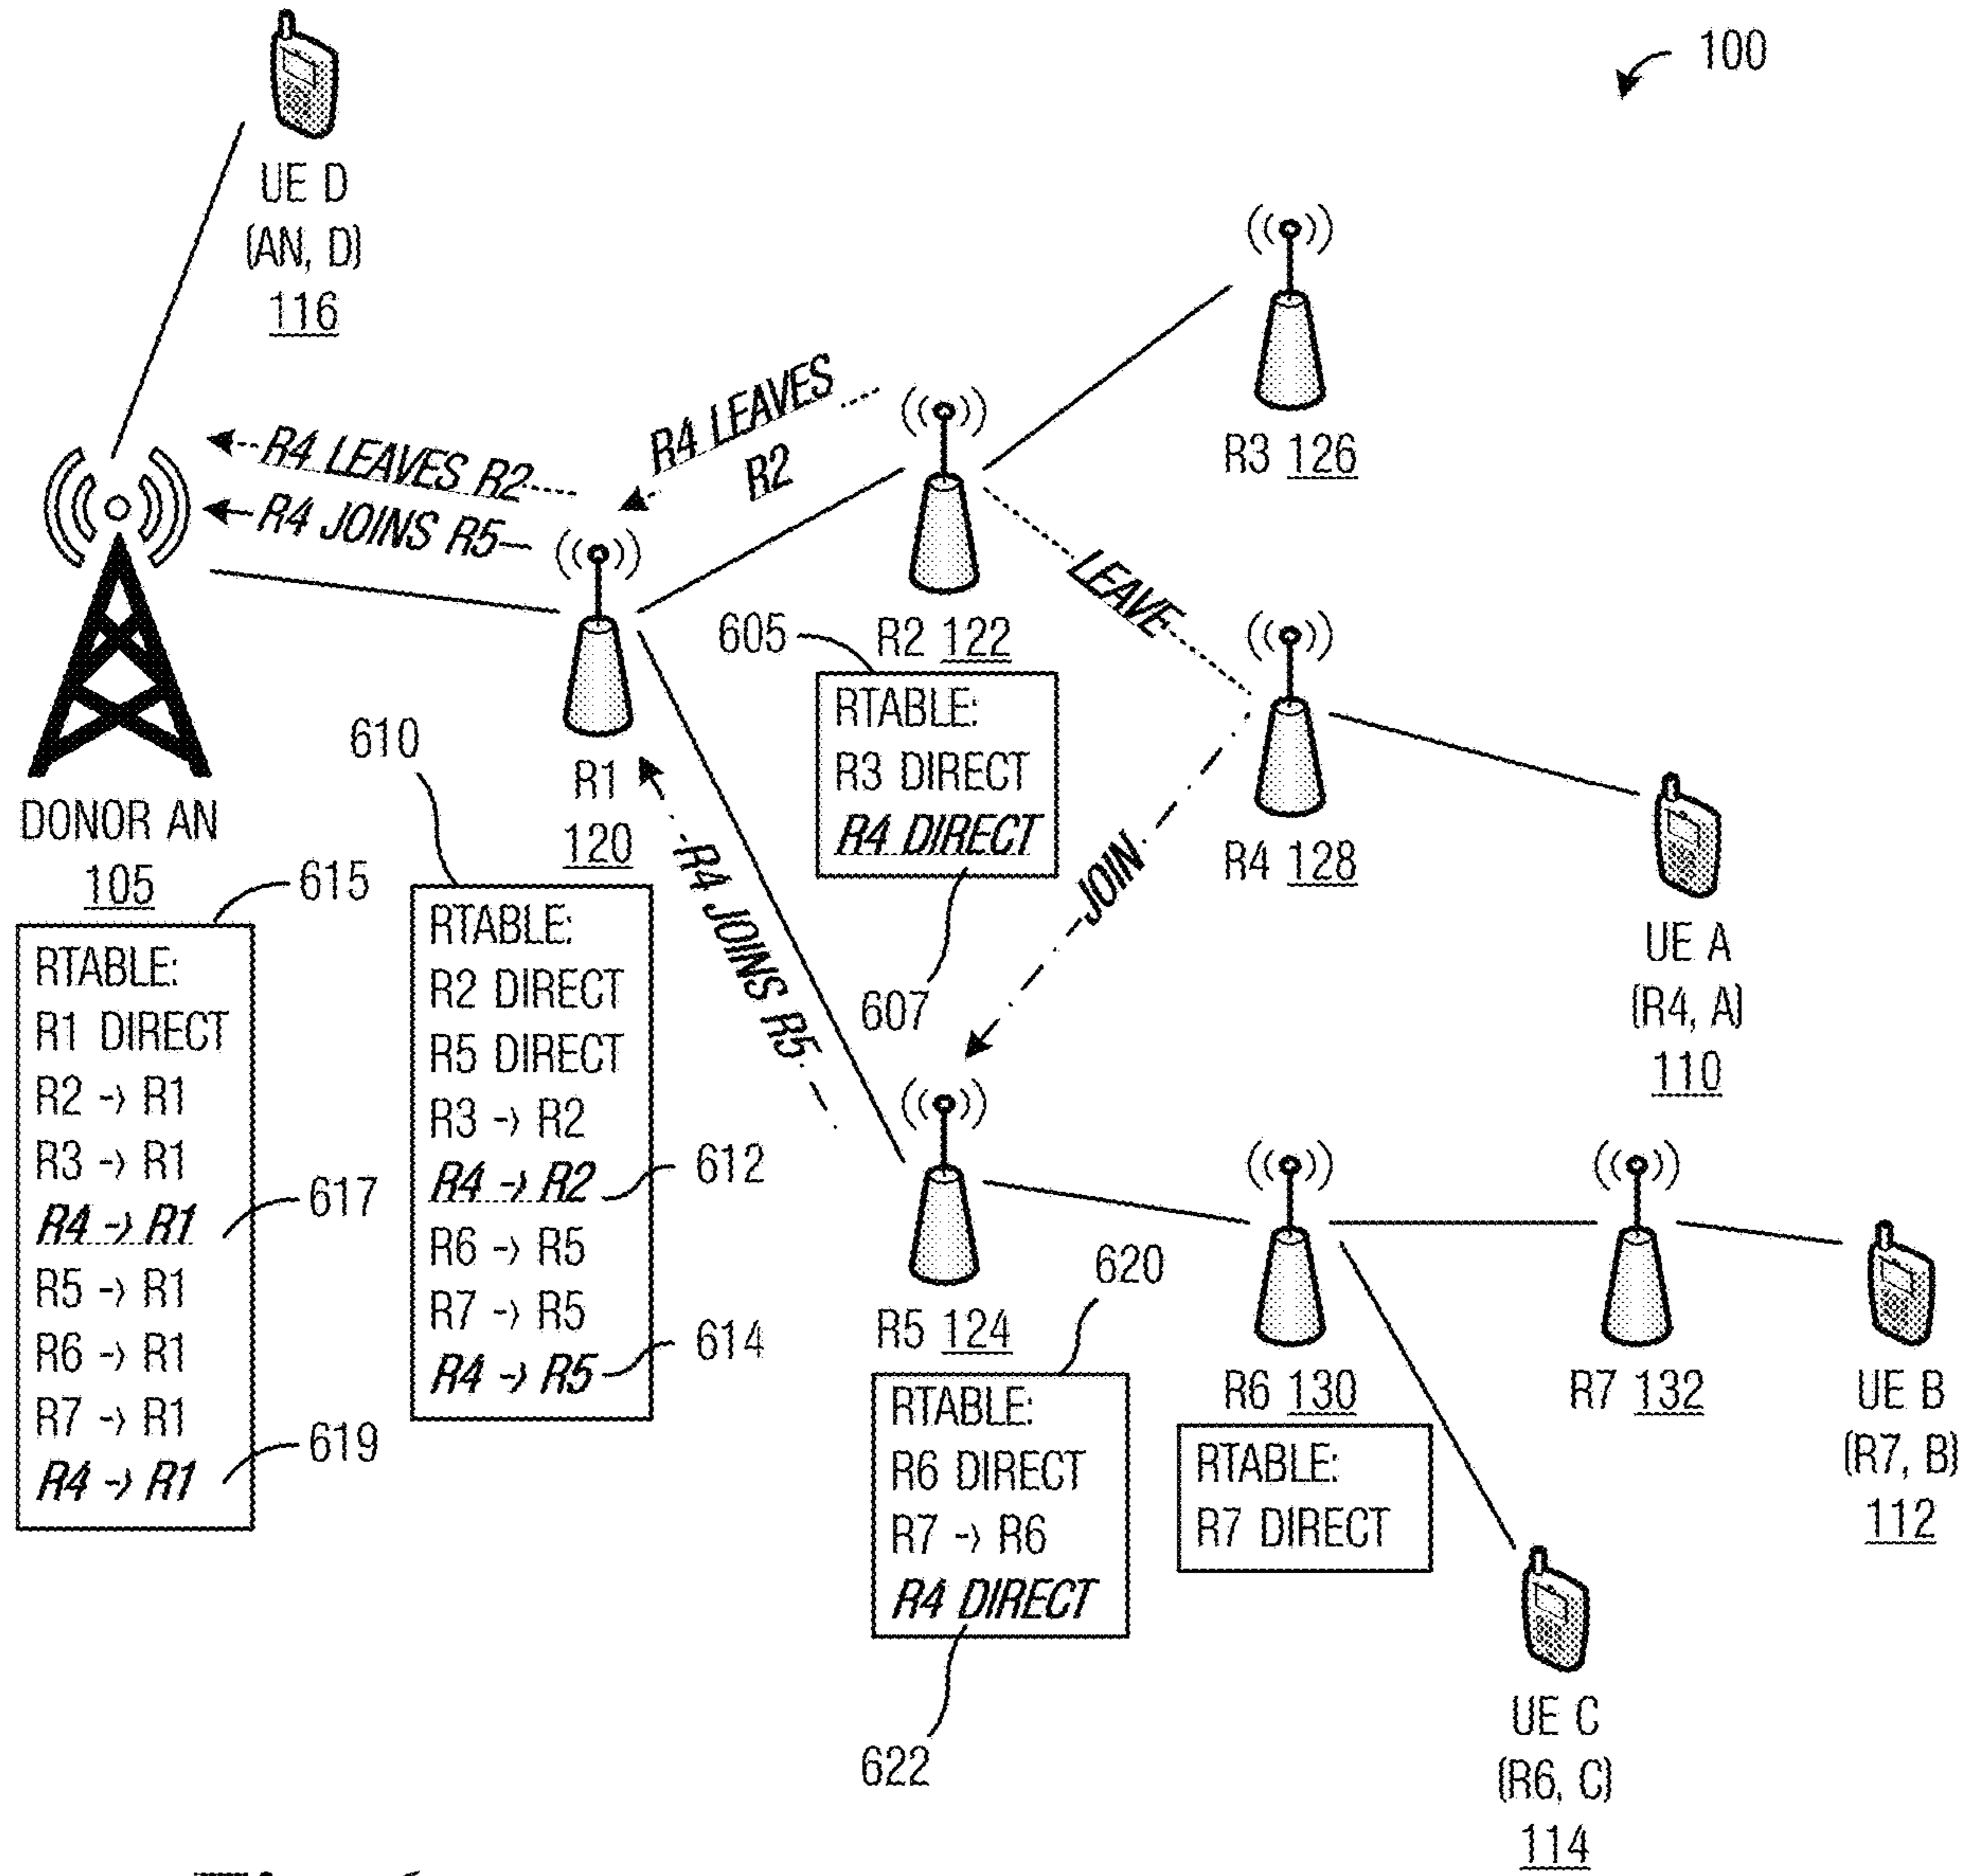 100
UE D
(AN, D)
116
R3 126
R4 LEAVES
R2
R4 LEAVES R2
R4 JOINS R5
LEAVE
605
R2 122
RTABLE:
R3 DIRECT
R4 DIRECT
607
610
R1
120
R4 JOINS R5
JOIN
R4 128
UE A
(R4, A)
110
DONOR AN
105
615
RTABLE:
R1 DIRECT
R2 -> R1
R3 -> R1
R4 -> R1
617
R5 -> R1
R6 -> R1
R7 -> R1
R4 -> R1
619
RTABLE:
R2 DIRECT
R5 DIRECT
R3 -> R2
R4 -> R2
612
R6 -> R5
R7 -> R5
R4 -> R5
614
R5 124
620
RTABLE:
R6 DIRECT
R7 -> R6
R4 DIRECT
622
R6 130
RTABLE:
R7 DIRECT
R7 132
UE B
(R7, B)
112
UE C
(R6, C)
114